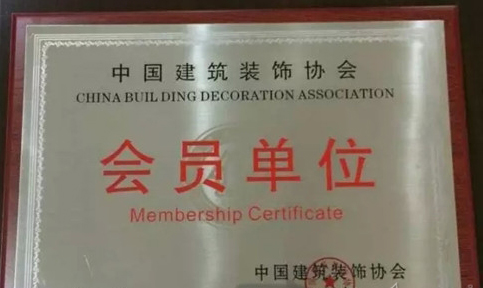 中国建筑装饰协会
CHINA BUIL DING DECORATION ASSOCIATION
会员单位
Membership Certificate
中国建筑装饰协会